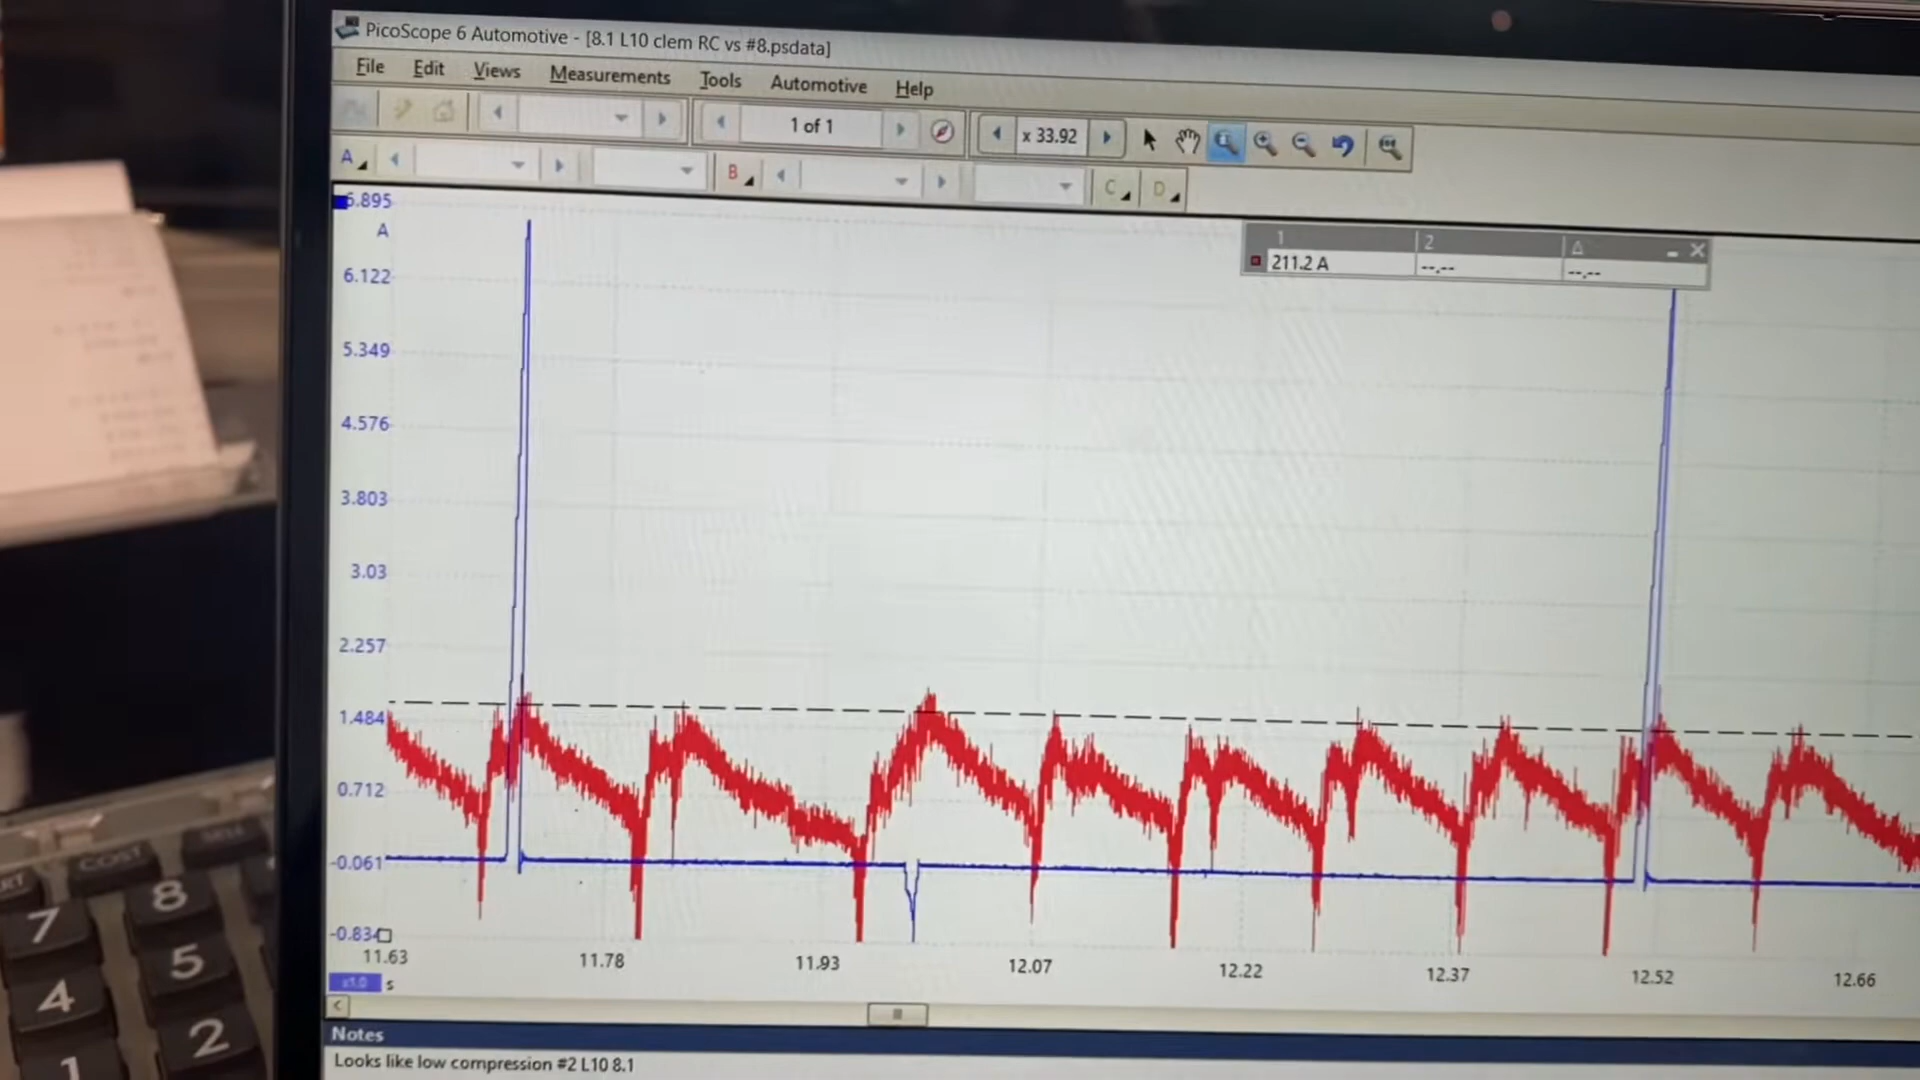 PicoScope 6 Automotive - [8.1 L10 clem RC vs #8.psdata]
File Edit Views Measurements Tools Automotive Help
1 of 1 x 33.92
A B C D
6.895
A
1 2 Δ
211.2 A --.-- --.--
6.122
5.349
4.576
3.803
3.03
2.257
1.484
0.712
-0.061
-0.834
11.63 11.78 11.93 12.07 12.22 12.37 12.52 12.66
x1.0 s
Notes
Looks like low compression #2 L10 8.1
COST
7 8
4 5
1 2